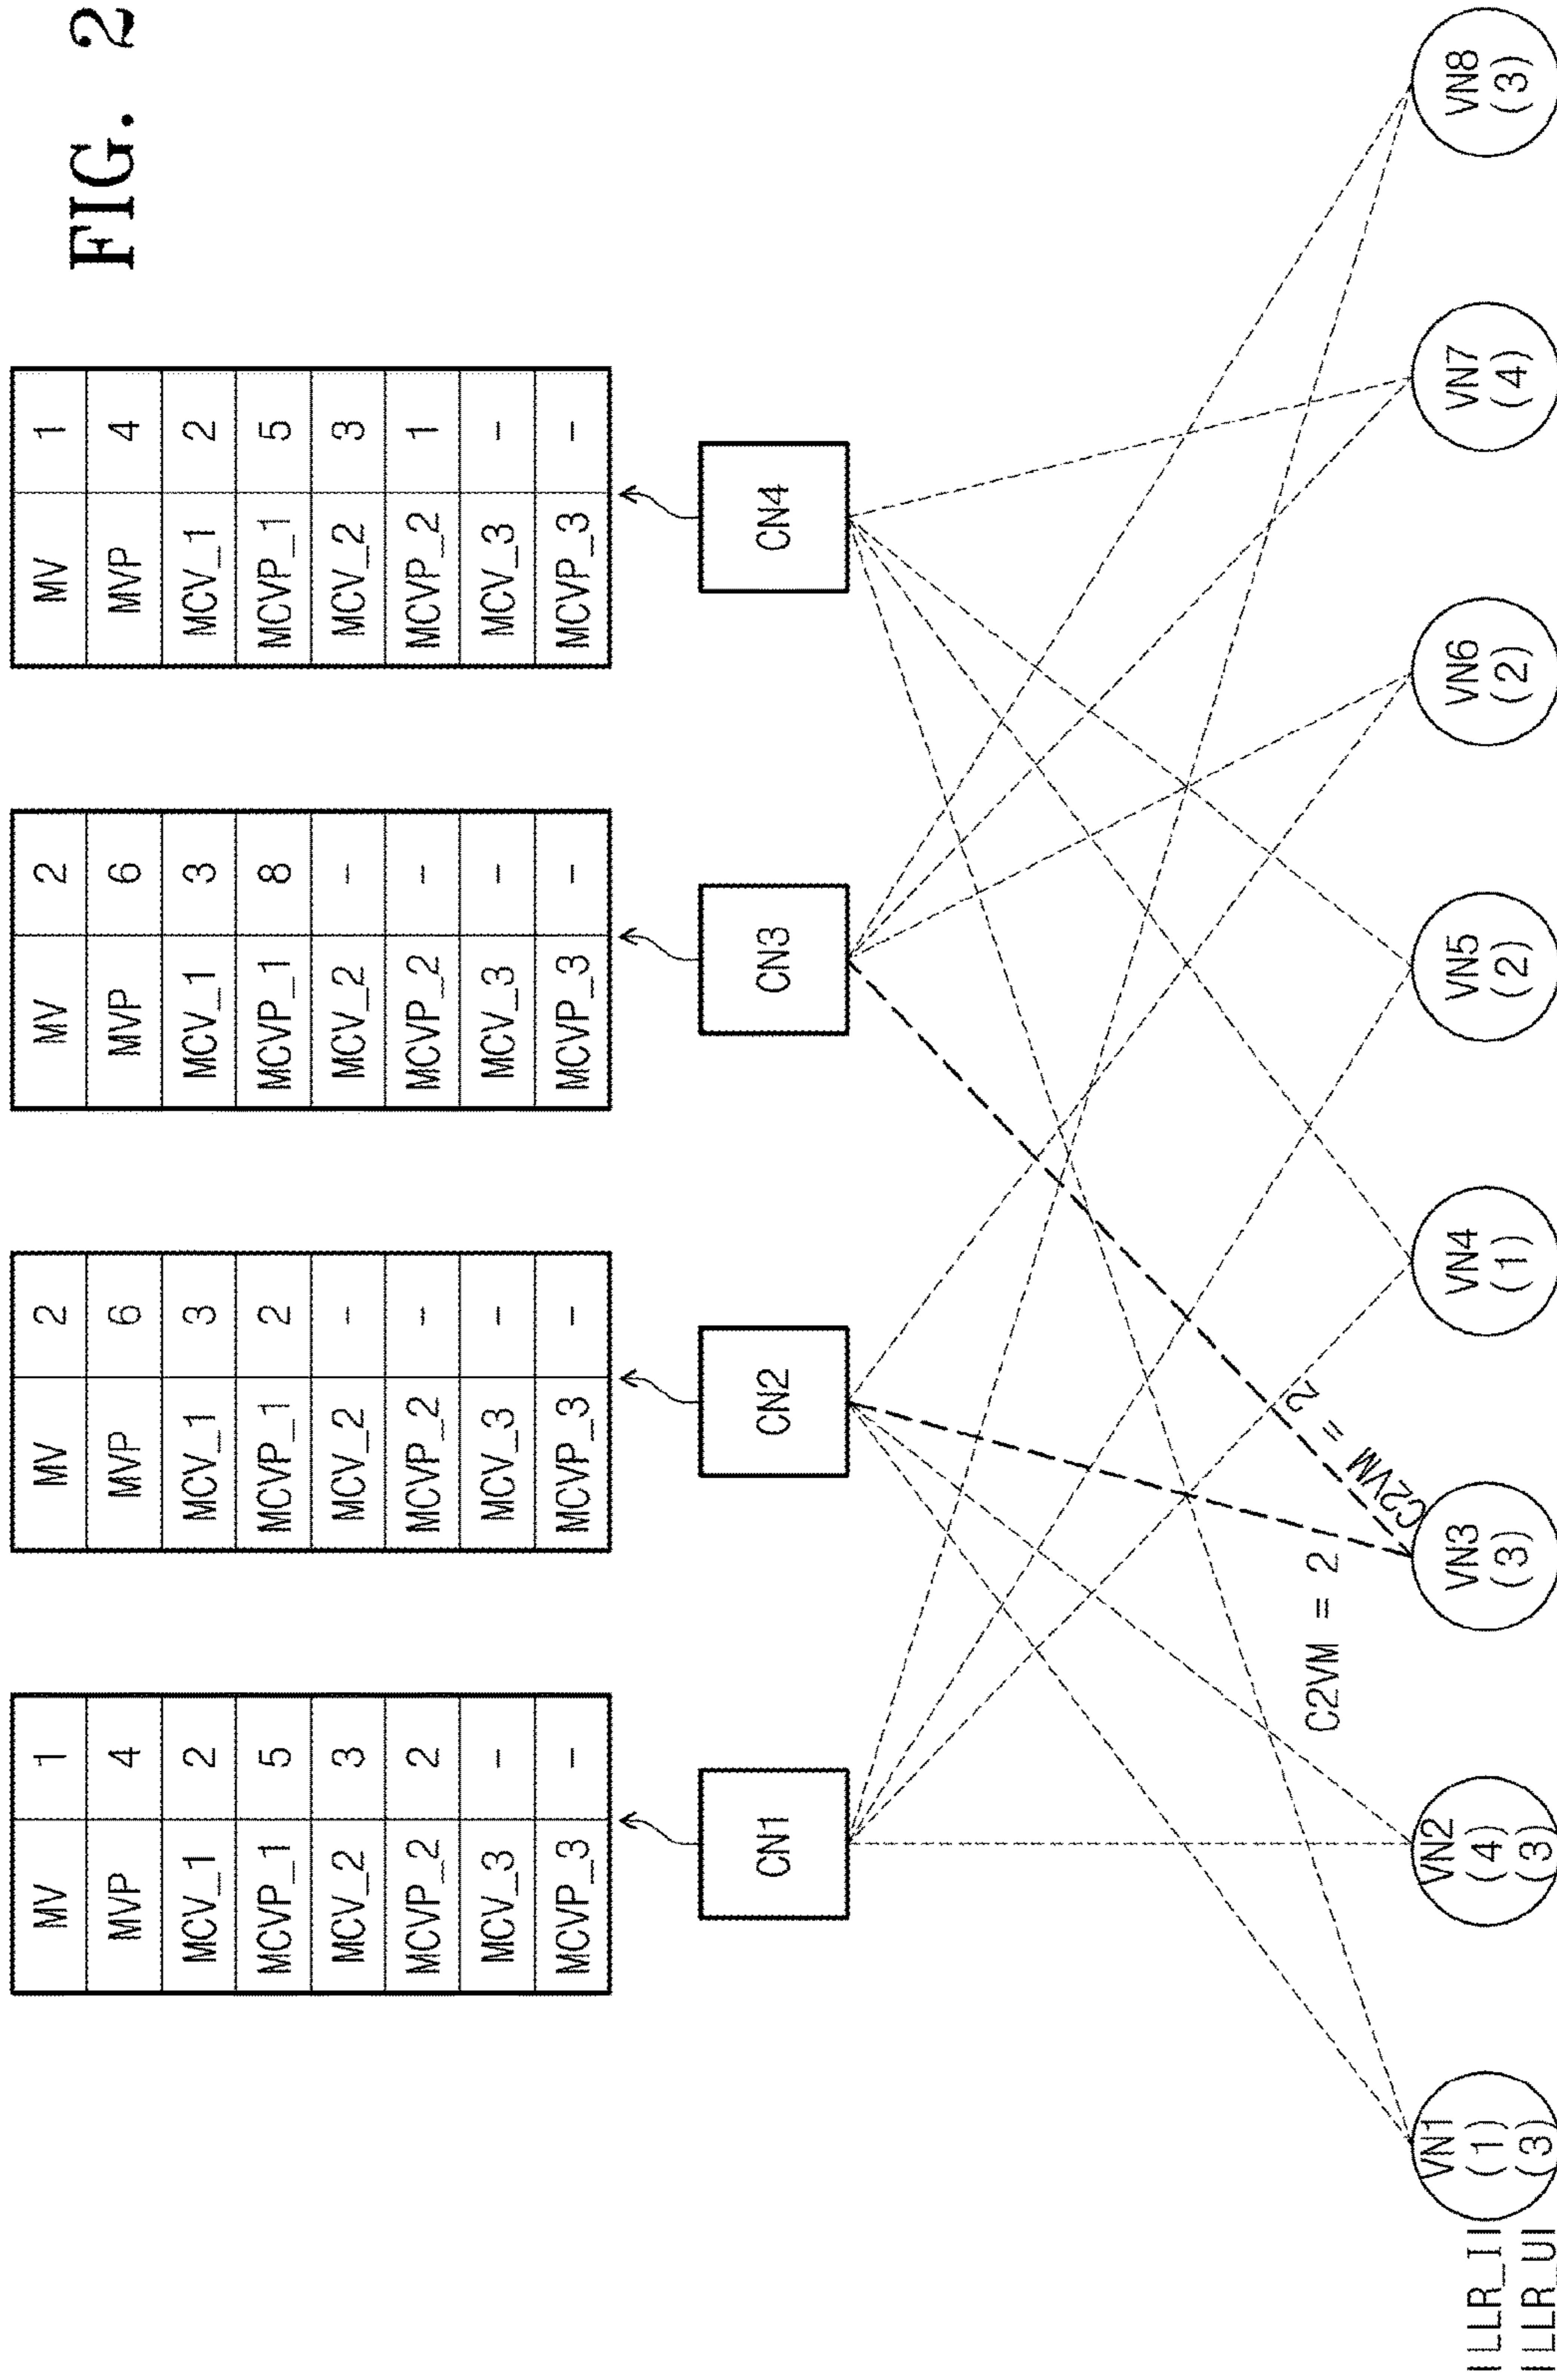 FIG. 2
MV 1
MVP 4
MCV_1 2
MCVP_1 5
MCV_2 3
MCVP_2 2
MCV_3 -
MCVP_3 -
MV 2
MVP 6
MCV_1 3
MCVP_1 2
MCV_2 -
MCVP_2 -
MCV_3 -
MCVP_3 -
MV 2
MVP 6
MCV_1 3
MCVP_1 8
MCV_2 -
MCVP_2 -
MCV_3 -
MCVP_3 -
MV 1
MVP 4
MCV_1 2
MCVP_1 5
MCV_2 3
MCVP_2 1
MCV_3 -
MCVP_3 -
CN1
CN2
CN3
CN4
C2VM = 2
C2VM = 2
|LLR_I|
|LLR_U|
VN1
(1)
(3)
VN2
(4)
(3)
VN3
(3)
VN4
(1)
VN5
(2)
VN6
(2)
VN7
(4)
VN8
(3)